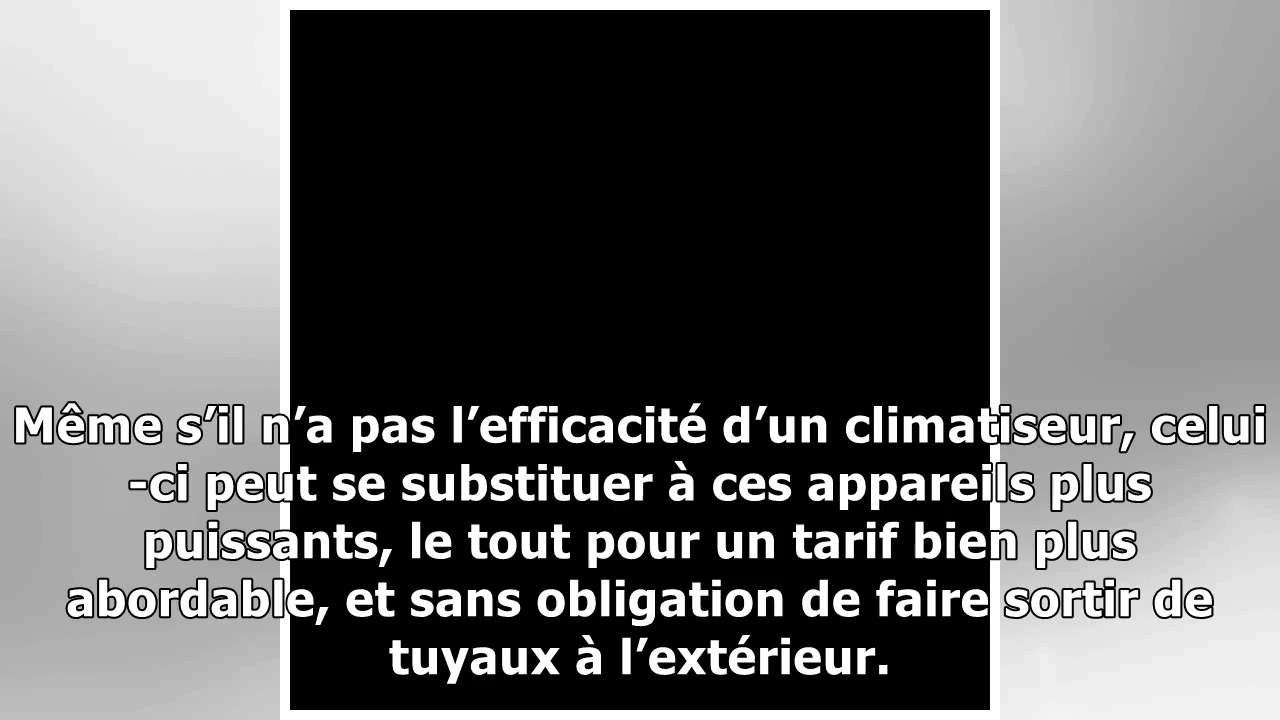 Même s’il n’a pas l’efficacité d’un climatiseur, celui
-ci peut se substituer à ces appareils plus
puissants, le tout pour un tarif bien plus
abordable, et sans obligation de faire sortir de
tuyaux à l’extérieur.